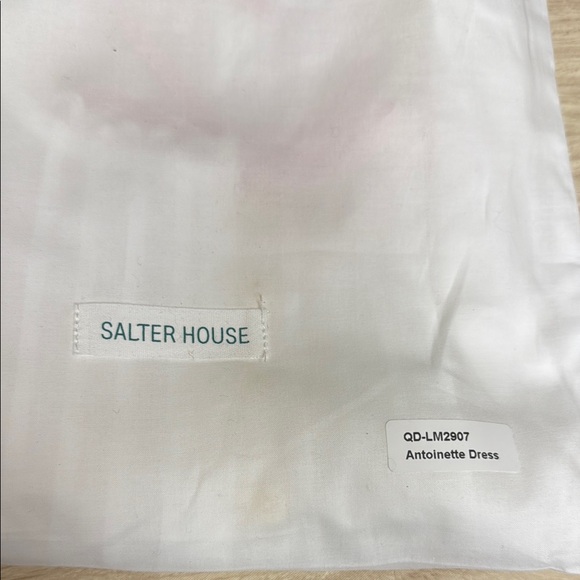 SALTER HOUSE
QD-LM2907
Antoinette Dress